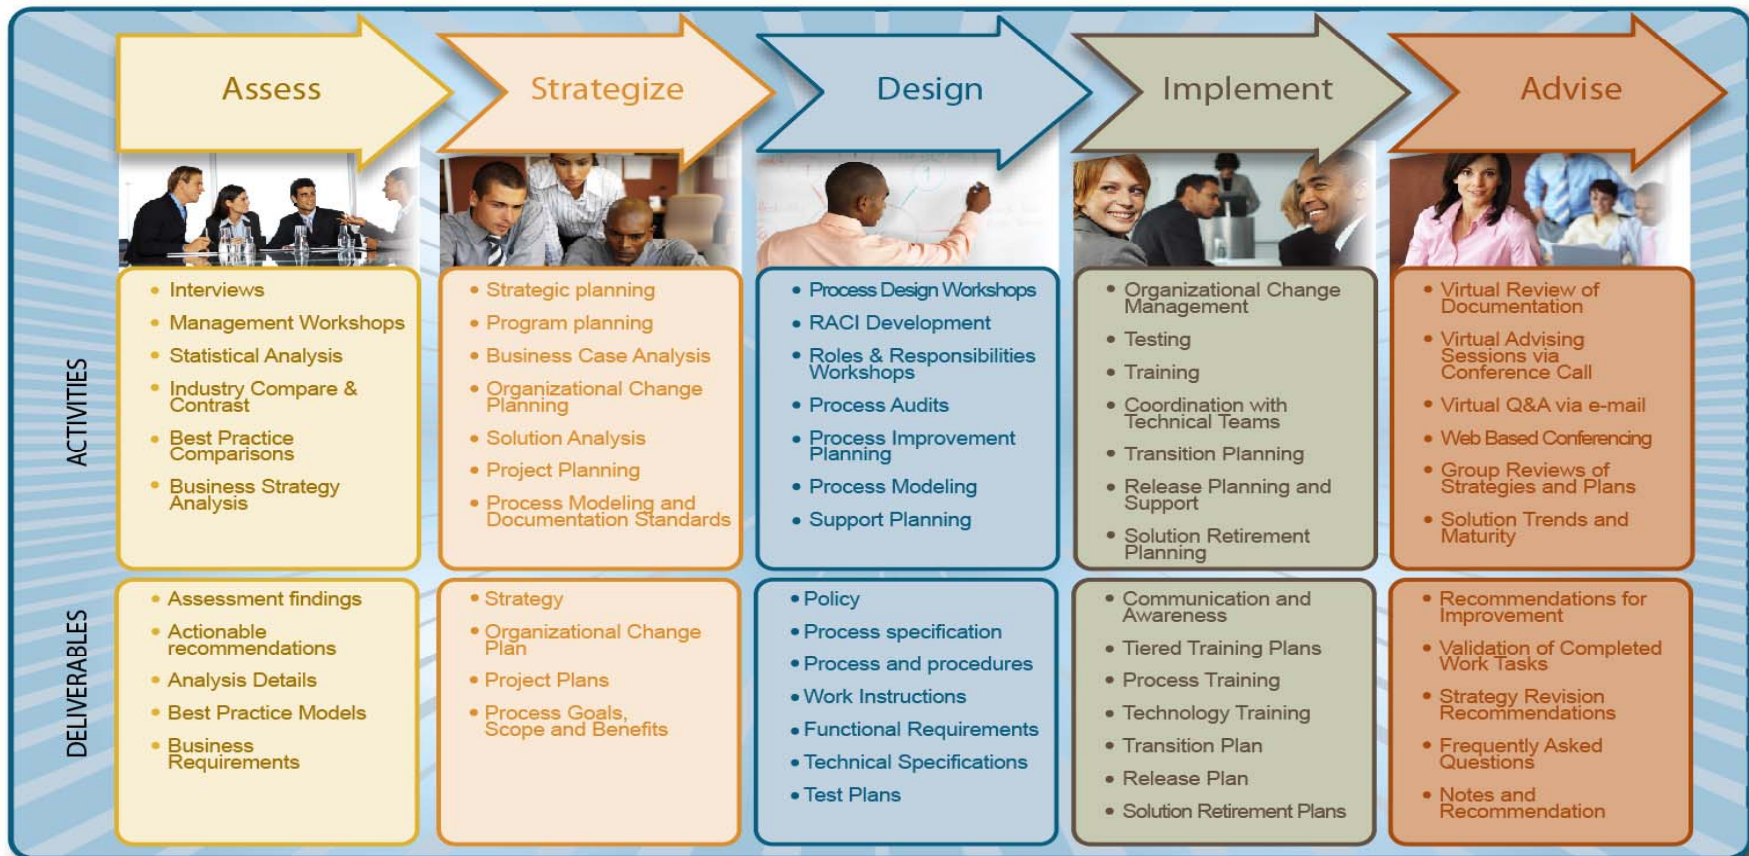 Assess
Strategize
Design
Implement
Advise
ACTIVITIES
• Interviews
• Management Workshops
• Statistical Analysis
• Industry Compare &
Contrast
• Best Practice
Comparisons
• Business Strategy
Analysis
• Strategic planning
• Program planning
• Business Case Analysis
• Organizational Change
Planning
• Solution Analysis
• Project Planning
• Process Modeling and
Documentation Standards
• Process Design Workshops
• RACI Development
• Roles & Responsibilities
Workshops
• Process Audits
• Process Improvement
Planning
• Process Modeling
• Support Planning
• Organizational Change
Management
• Testing
• Training
• Coordination with
Technical Teams
• Transition Planning
• Release Planning and
Support
• Solution Retirement
Planning
• Virtual Review of
Documentation
• Virtual Advising
Sessions via
Conference Call
• Virtual Q&A via e-mail
• Web Based Conferencing
• Group Reviews of
Strategies and Plans
• Solution Trends and
Maturity
DELIVERABLES
• Assessment findings
• Actionable
recommendations
• Analysis Details
• Best Practice Models
• Business
Requirements
• Strategy
• Organizational Change
Plan
• Project Plans
• Process Goals,
Scope and Benefits
• Policy
• Process specification
• Process and procedures
• Work Instructions
• Functional Requirements
• Technical Specifications
• Test Plans
• Communication and
Awareness
• Tiered Training Plans
• Process Training
• Technology Training
• Transition Plan
• Release Plan
• Solution Retirement Plans
• Recommendations for
Improvement
• Validation of Completed
Work Tasks
• Strategy Revision
Recommendations
• Frequently Asked
Questions
• Notes and
Recommendation